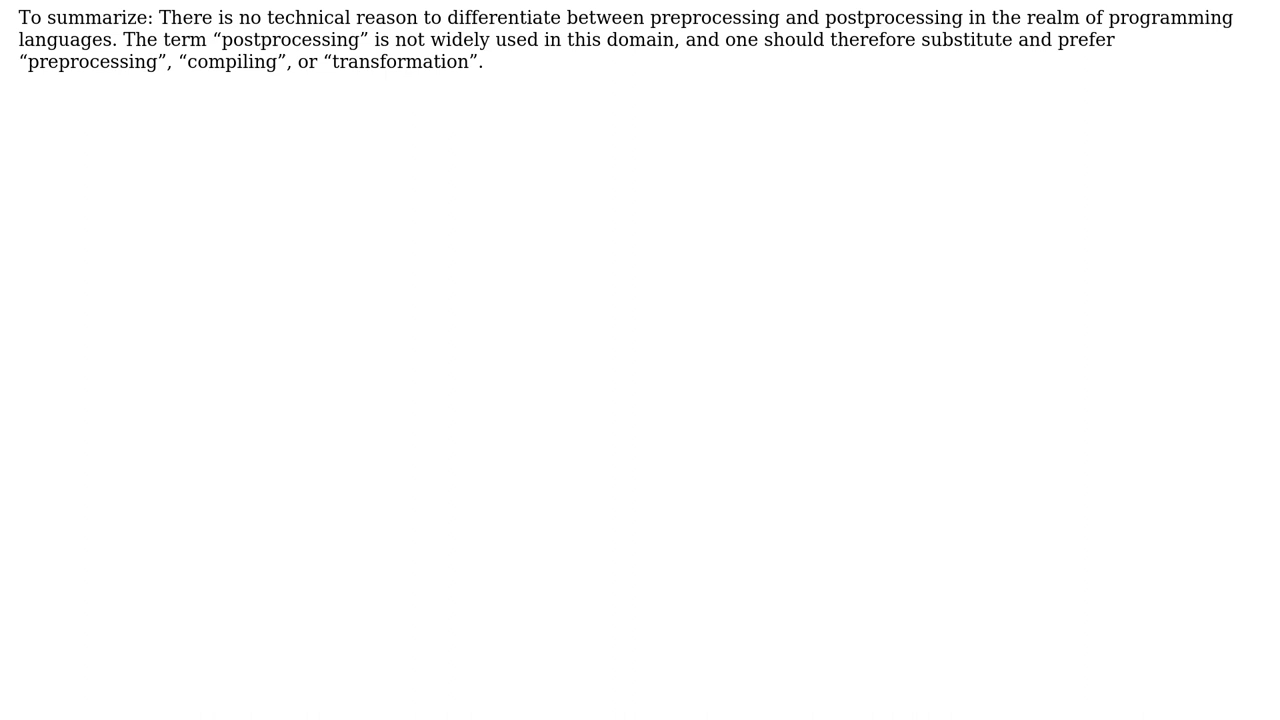 To summarize: There is no technical reason to differentiate between preprocessing and postprocessing in the realm of programming
languages. The term “postprocessing” is not widely used in this domain, and one should therefore substitute and prefer
“preprocessing”, “compiling”, or “transformation”.